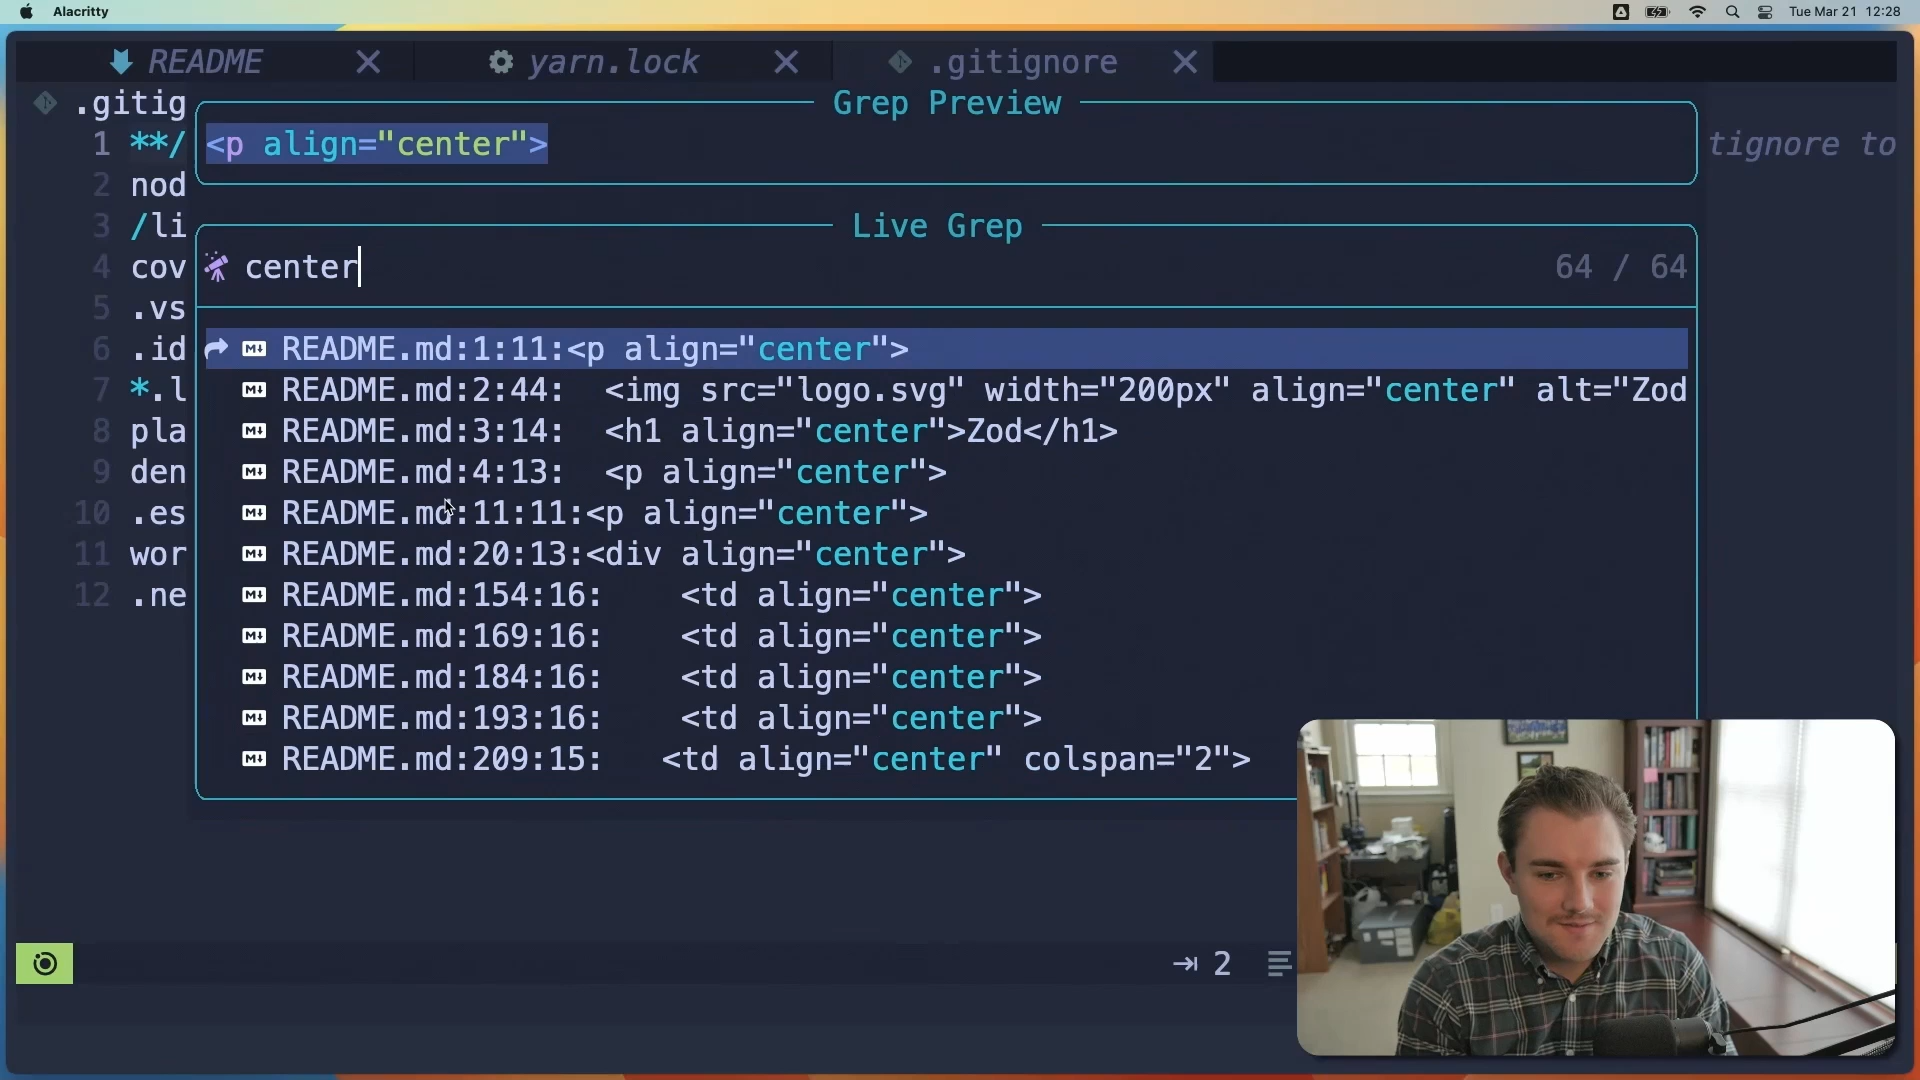 Alacritty
Tue Mar 21 12:28
README
yarn.lock
.gitignore
.gitig
1 **/
tignore to
2 nod
3 /li
4 cov
5 .vs
6 .id
7 *.l
8 pla
9 den
10 .es
11 wor
12 .ne
Grep Preview
<p align="center">
Live Grep
center
64 / 64
README.md:1:11:<p align="center">
README.md:2:44:  <img src="logo.svg" width="200px" align="center" alt="Zod
README.md:3:14:  <h1 align="center">Zod</h1>
README.md:4:13:  <p align="center">
README.md:11:11:<p align="center">
README.md:20:13:<div align="center">
README.md:154:16:    <td align="center">
README.md:169:16:    <td align="center">
README.md:184:16:    <td align="center">
README.md:193:16:    <td align="center">
README.md:209:15:   <td align="center" colspan="2">
2